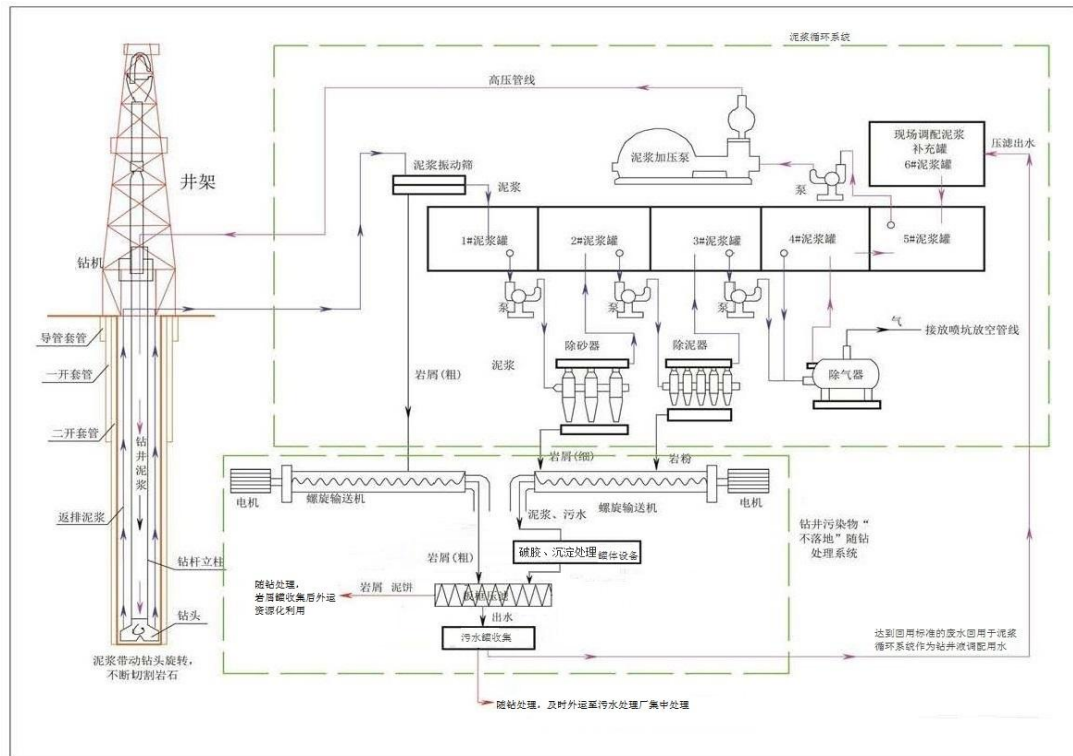 泥浆循环系统
高压管线
泥浆加压泵
现场调配泥浆
补充罐
6#泥浆罐
压滤出水
泵
泥浆振动筛
泥浆
井架
1#泥浆罐
2#泥浆罐
3#泥浆罐
4#泥浆罐
5#泥浆罐
钻机
泵
泵
泵
气
接放喷坑放空管线
导管套管
一开套管
二开套管
岩屑(粗)
泥浆
除砂器
除泥器
除气器
钻井泥浆
岩屑(细)
岩粉
电机
螺旋输送机
螺旋输送机
电机
返排泥浆
泥浆、污水
钻井污染物“
不落地”随钻
处理系统
钻杆立柱
岩屑(粗)
破胶、沉淀处理罐体设备
随钻处理，
岩屑罐收集后外运
资源化利用
岩屑 泥饼
板框压滤
钻头
出水
污水罐收集
达到回用标准的废水回用于泥浆
循环系统作为钻井液调配用水
泥浆带动钻头旋转，
不断切割岩石
随钻处理，及时外运至污水处理厂集中处理